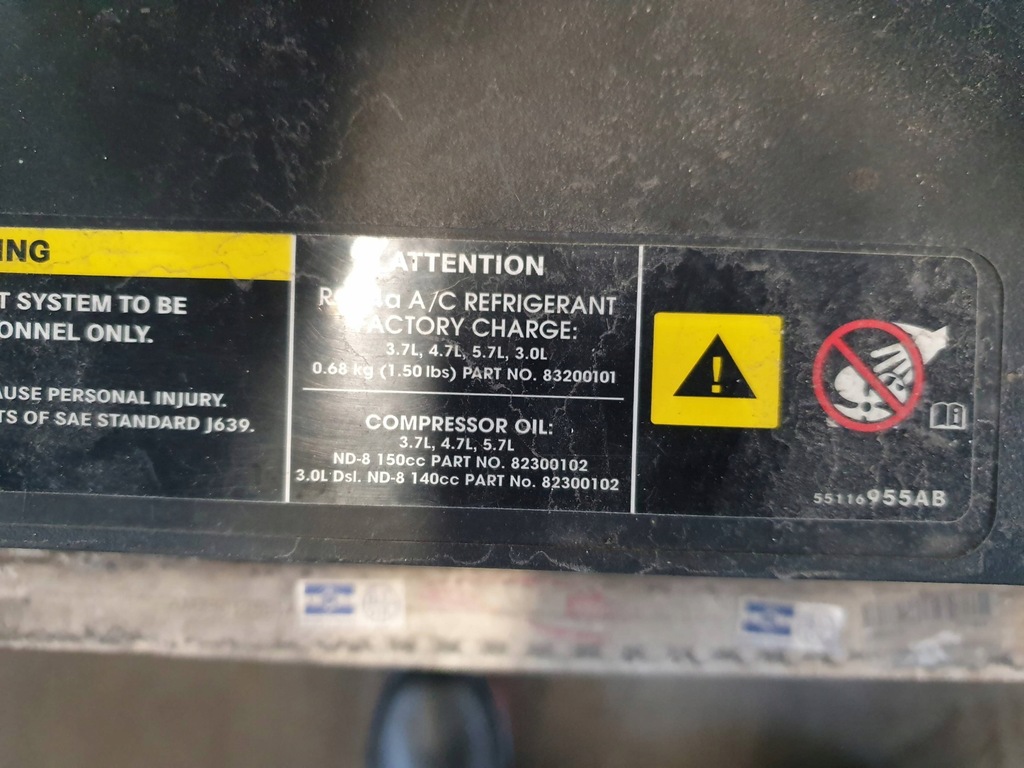 ING
T SYSTEM TO BE
ONNEL ONLY.
AUSE PERSONAL INJURY.
TS OF SAE STANDARD J639.
ATTENTION
A/C REFRIGERANT
FACTORY CHARGE:
3.7L, 4.7L, 5.7L, 3.0L
0.68 kg (1.50 lbs) PART NO. 83200101
COMPRESSOR OIL:
3.7L, 4.7L, 5.7L
ND-8 150cc PART NO. 82300102
3.0L Dsl. ND-8 140cc PART No. 82300102
55116955AB